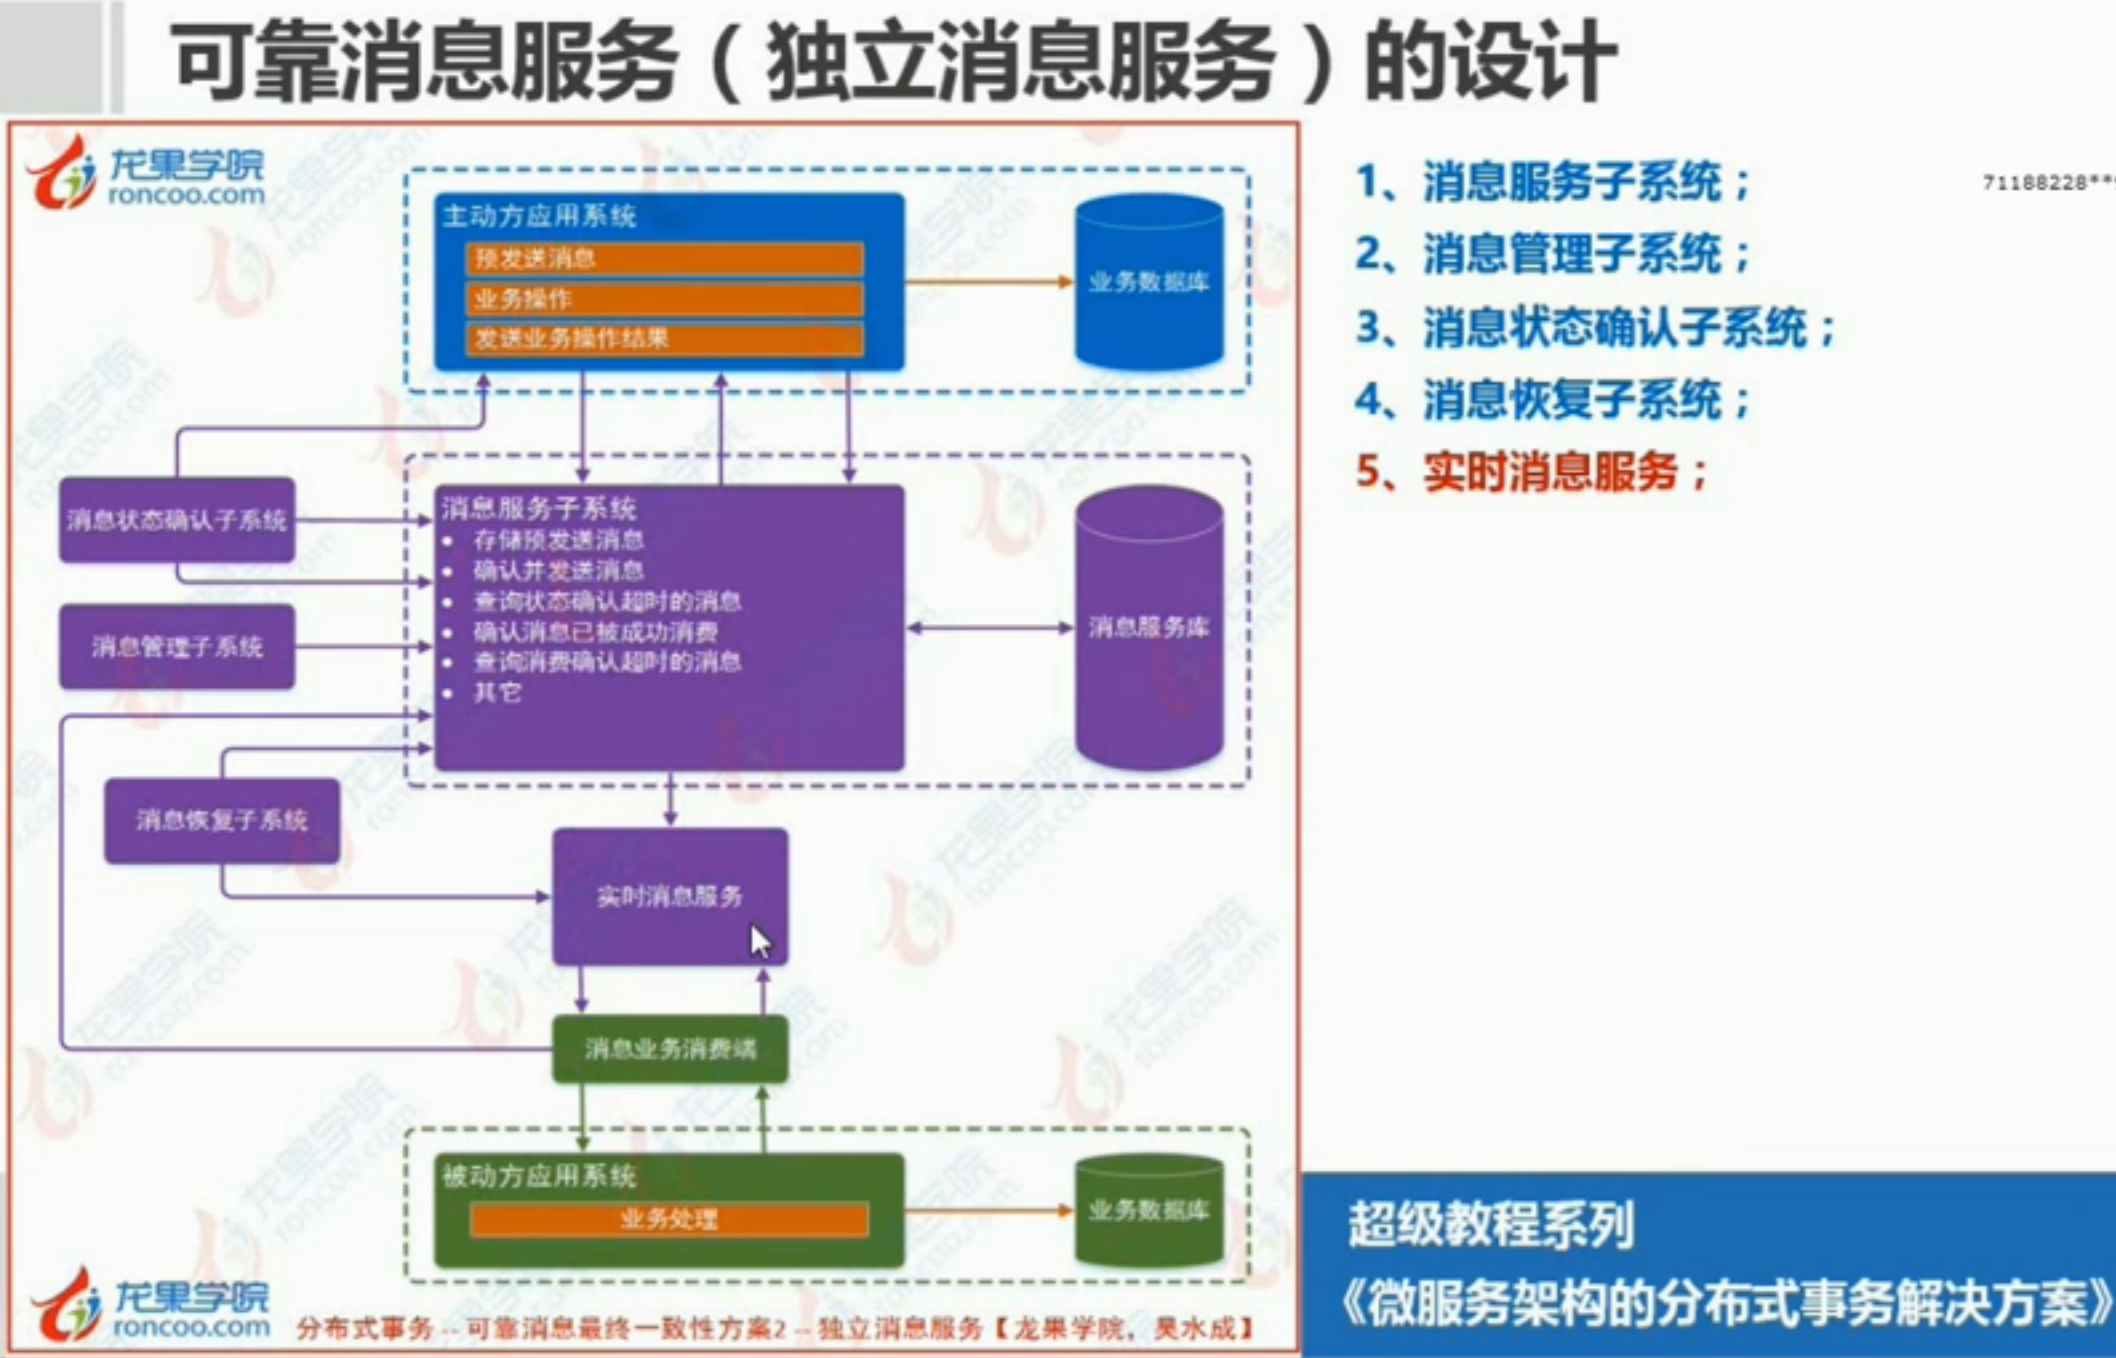 可靠消息服务（独立消息服务）的设计
龙果学院
roncoo.com
主动方应用系统
预发送消息
业务操作
发送业务操作结果
业务数据库
消息状态确认子系统
消息管理子系统
消息恢复子系统
消息服务子系统
• 存储预发送消息
• 确认并发送消息
• 查询状态确认超时的消息
• 确认消息已被成功消费
• 查询消费确认超时的消息
• 其它
消息服务库
实时消息服务
消息业务消费端
被动方应用系统
业务处理
业务数据库
龙果学院
roncoo.com
分布式事务 -- 可靠消息最终一致性方案2 -- 独立消息服务【龙果学院，吴水成】
1、消息服务子系统；
2、消息管理子系统；
3、消息状态确认子系统；
4、消息恢复子系统；
5、实时消息服务；
71188228**
超级教程系列
《微服务架构的分布式事务解决方案》